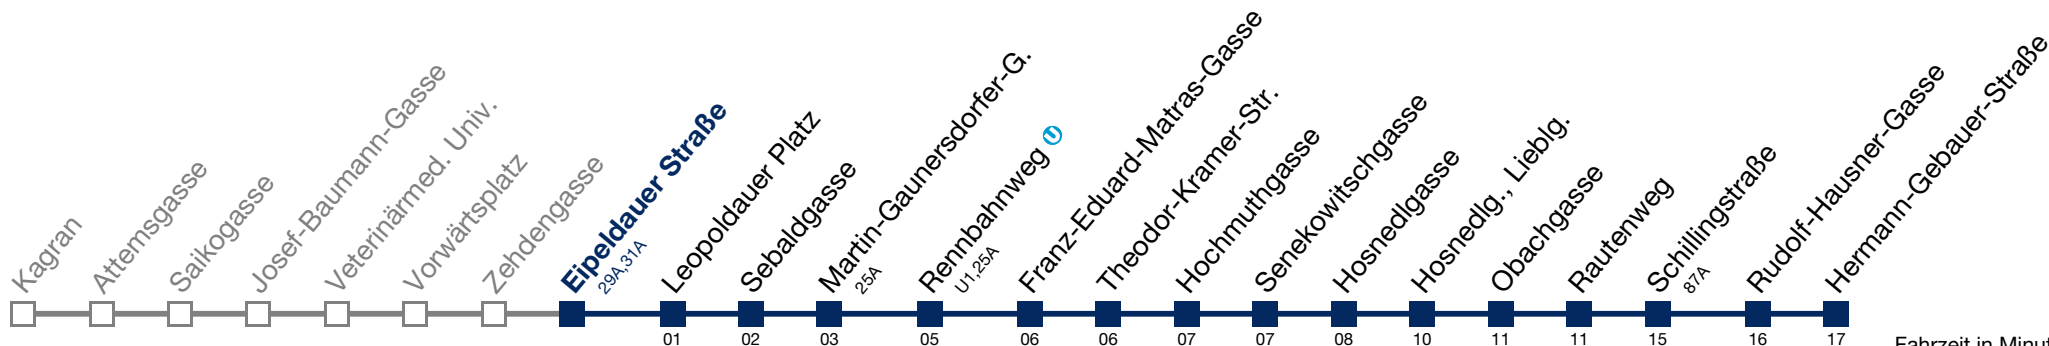 Kagran
Attemsgasse
Saikogasse
Josef-Baumann-Gasse
Veterinärmed. Univ.
Vorwärtsplatz
Zehdengasse
Eipeldauer Straße
29A,31A
Leopoldauer Platz
Sebaldgasse
Martin-Gaunersdorfer-G.
25A
Rennbahnweg U
U1,25A
Franz-Eduard-Matras-Gasse
Theodor-Kramer-Str.
Hochmuthgasse
Senekowitschgasse
Hosnedlgasse
Hosnedlg., Lieblg.
Obachgasse
Rautenweg
Schillingstraße
87A
Rudolf-Hausner-Gasse
Hermann-Gebauer-Straße
01 02 03 05 06 06 07 07 08 10 11 11 15 16 17
Fahrzeit in Minut